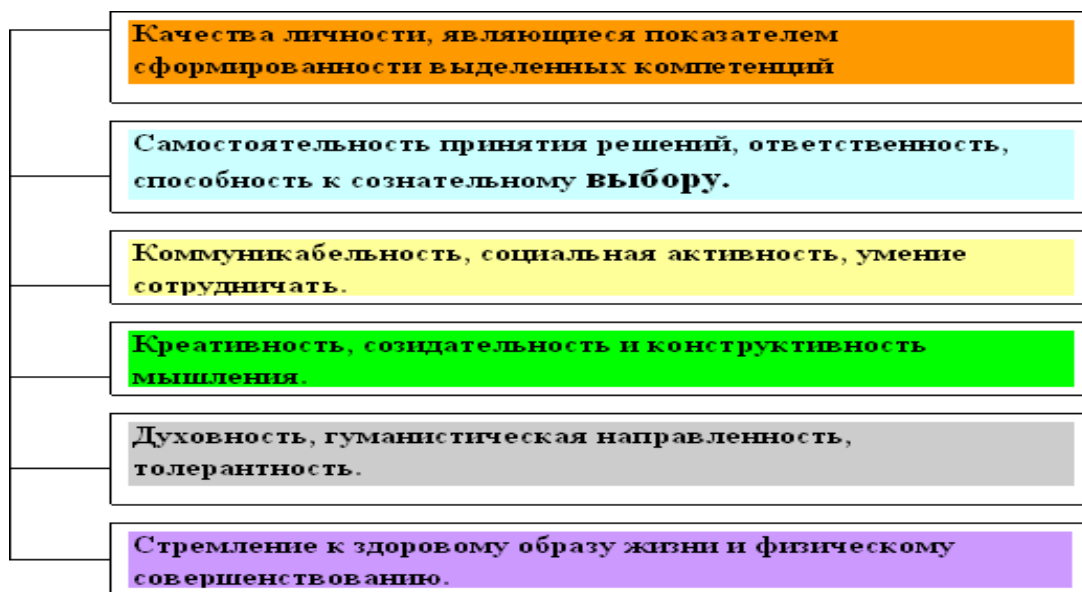 Качества личности, являющиеся показателем
сформированности выделенных компетенций
Самостоятельность принятия решений, ответственность,
способность к сознательному выбору.
Коммуникабельность, социальная активность, умение
сотрудничать.
Креативность, созидательность и конструктивность
мышления.
Духовность, гуманистическая направленность,
толерантность.
Стремление к здоровому образу жизни и физическому
совершенствованию.